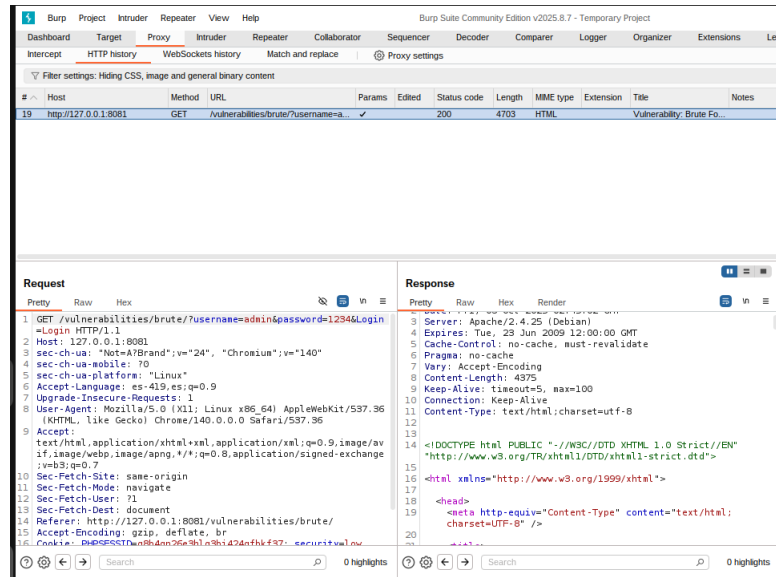 Burp Project Intruder Repeater View Help Burp Suite Community Edition v2025.8.7 - Temporary Project
Dashboard Target Proxy Intruder Repeater Collaborator Sequencer Decoder Comparer Logger Organizer Extensions Le
Intercept HTTP history WebSockets history Match and replace Proxy settings
Filter settings: Hiding CSS, image and general binary content
# Host Method URL Params Edited Status code Length MIME type Extension Title Notes
19 http://127.0.0.1:8081 GET /vulnerabilities/brute/?username=a... ✓ 200 4703 HTML Vulnerability: Brute Fo...
Request
Pretty Raw Hex
1 GET /vulnerabilities/brute/?username=admin&password=1234&Login
=Login HTTP/1.1
2 Host: 127.0.0.1:8081
3 sec-ch-ua: "Not=A?Brand";v="24", "Chromium";v="140"
4 sec-ch-ua-mobile: ?0
5 sec-ch-ua-platform: "Linux"
6 Accept-Language: es-419,es;q=0.9
7 Upgrade-Insecure-Requests: 1
8 User-Agent: Mozilla/5.0 (X11; Linux x86_64) AppleWebKit/537.36
(KHTML, like Gecko) Chrome/140.0.0.0 Safari/537.36
9 Accept:
text/html,application/xhtml+xml,application/xml;q=0.9,image/av
if,image/webp,image/apng,*/*;q=0.8,application/signed-exchange
;v=b3;q=0.7
10 Sec-Fetch-Site: same-origin
11 Sec-Fetch-Mode: navigate
12 Sec-Fetch-User: ?1
13 Sec-Fetch-Dest: document
14 Referer: http://127.0.0.1:8081/vulnerabilities/brute/
15 Accept-Encoding: gzip, deflate, br
16 Cookie: security=low
Search 0 highlights
Response
Pretty Raw Hex Render
3 Server: Apache/2.4.25 (Debian)
4 Expires: Tue, 23 Jun 2009 12:00:00 GMT
5 Cache-Control: no-cache, must-revalidate
6 Pragma: no-cache
7 Vary: Accept-Encoding
8 Content-Length: 4375
9 Keep-Alive: timeout=5, max=100
10 Connection: Keep-Alive
11 Content-Type: text/html;charset=utf-8
12
13
14 <!DOCTYPE html PUBLIC "-//W3C//DTD XHTML 1.0 Strict//EN"
"http://www.w3.org/TR/xhtml1/DTD/xhtml1-strict.dtd">
15
16 <html xmlns="http://www.w3.org/1999/xhtml">
17
18 <head>
19 <meta http-equiv="Content-Type" content="text/html;
charset=UTF-8" />
20
Search 0 highlights